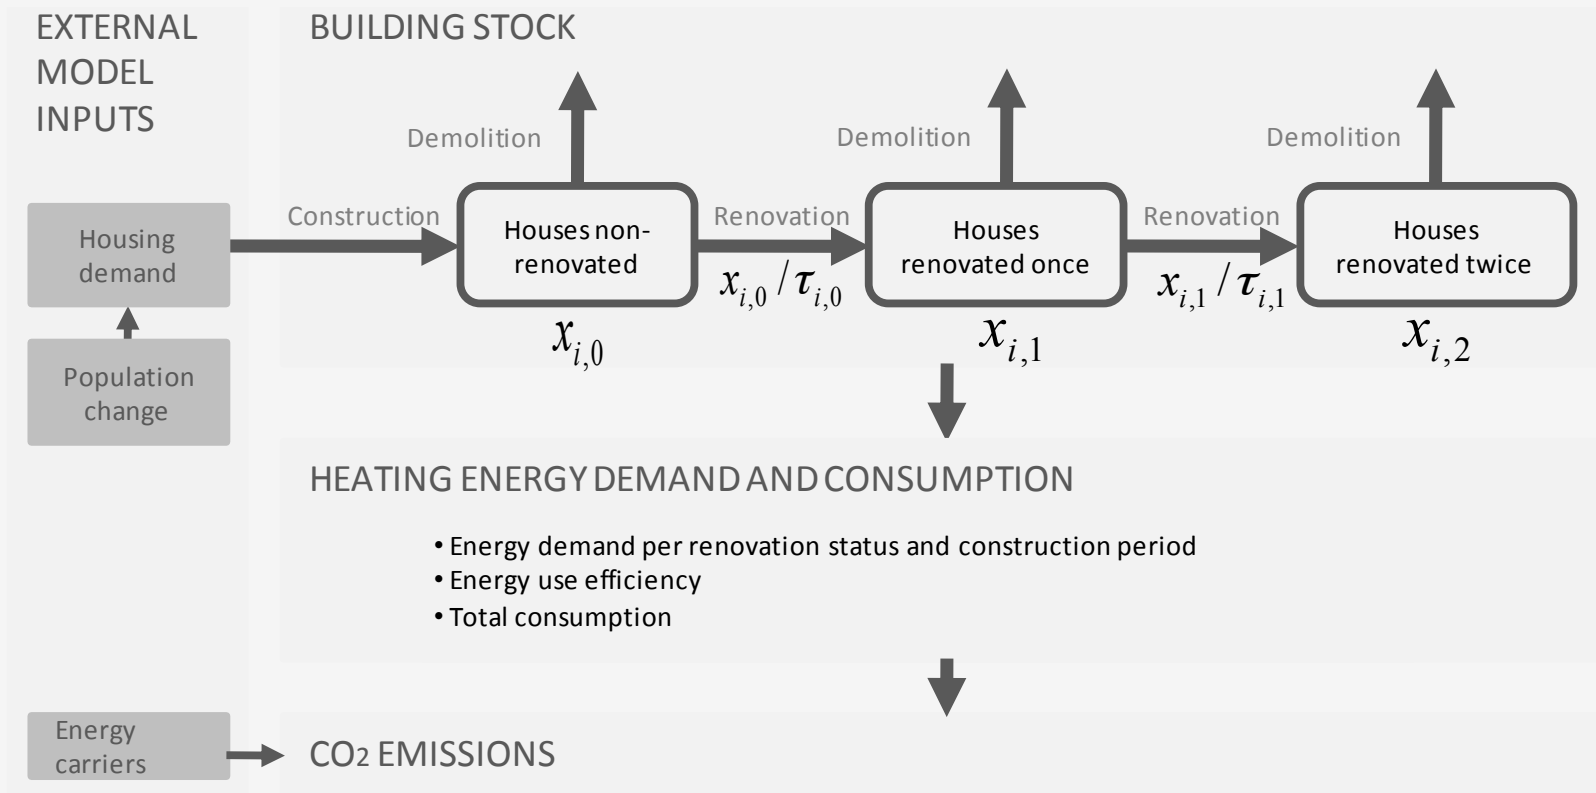 EXTERNAL
MODEL
INPUTS
Housing
demand
Population
change
Energy
carriers
BUILDING STOCK
Demolition
Demolition
Demolition
Construction
Houses non-
renovated
x_{i,0}
Renovation
x_{i,0} / τ_{i,0}
Houses
renovated once
x_{i,1}
Renovation
x_{i,1} / τ_{i,1}
Houses
renovated twice
x_{i,2}
HEATING ENERGY DEMAND AND CONSUMPTION
• Energy demand per renovation status and construction period
• Energy use efficiency
• Total consumption
CO2 EMISSIONS